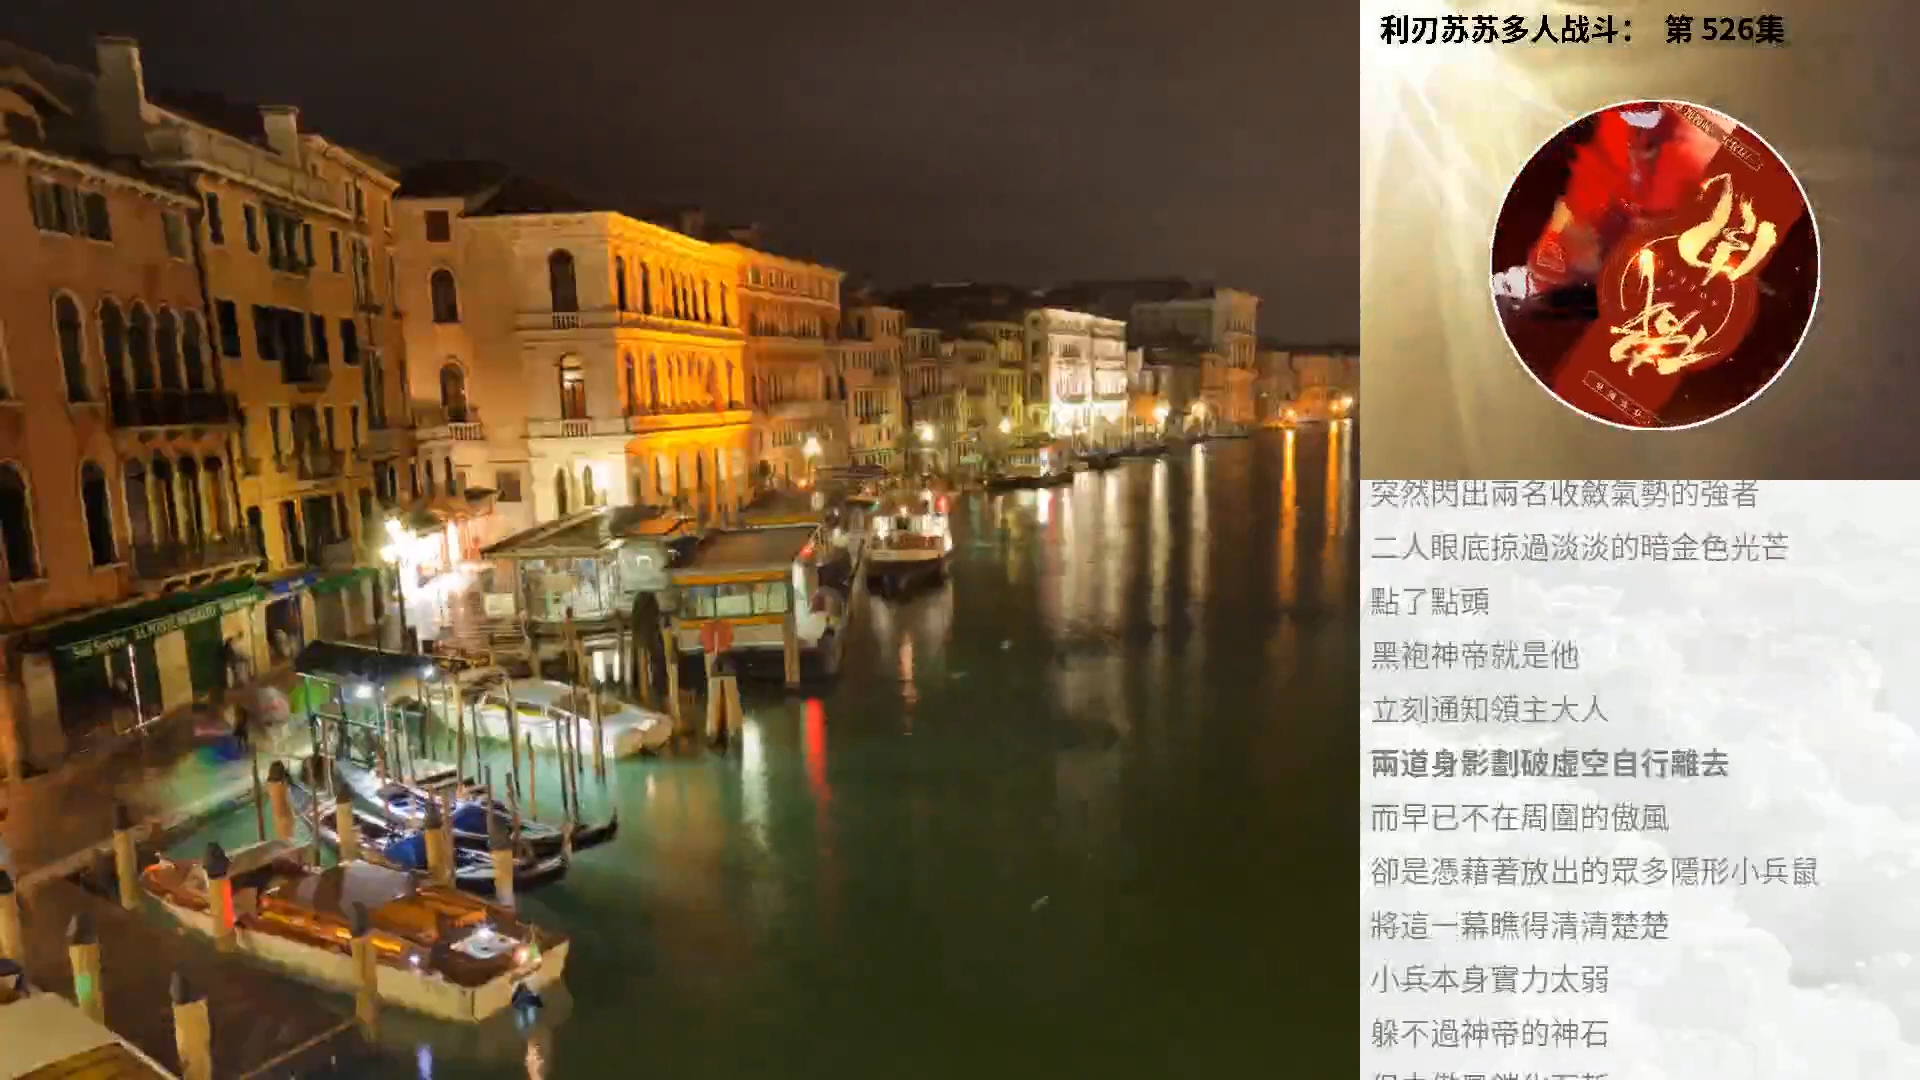 利刃苏苏多人战斗： 第 526集
突然閃出兩名收斂氣勢的強者
二人眼底掠過淡淡的暗金色光芒
點了點頭
黑袍神帝就是他
立刻通知領主大人
兩道身影劃破虛空自行離去
而早已不在周圍的傲風
卻是憑藉著放出的眾多隱形小兵鼠
將這一幕瞧得清清楚楚
小兵本身實力太弱
躲不過神帝的神石
Self Service